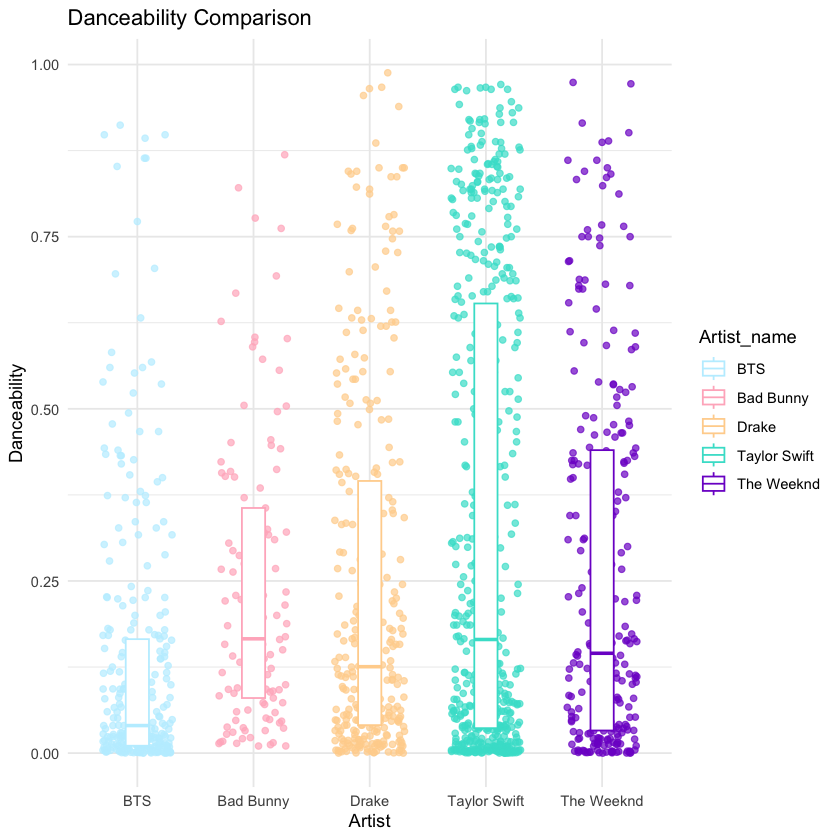 Danceability Comparison
1.00
0.75
0.50
0.25
0.00
Danceability
BTS
Bad Bunny
Drake
Taylor Swift
The Weeknd
Artist
Artist_name
BTS
Bad Bunny
Drake
Taylor Swift
The Weeknd